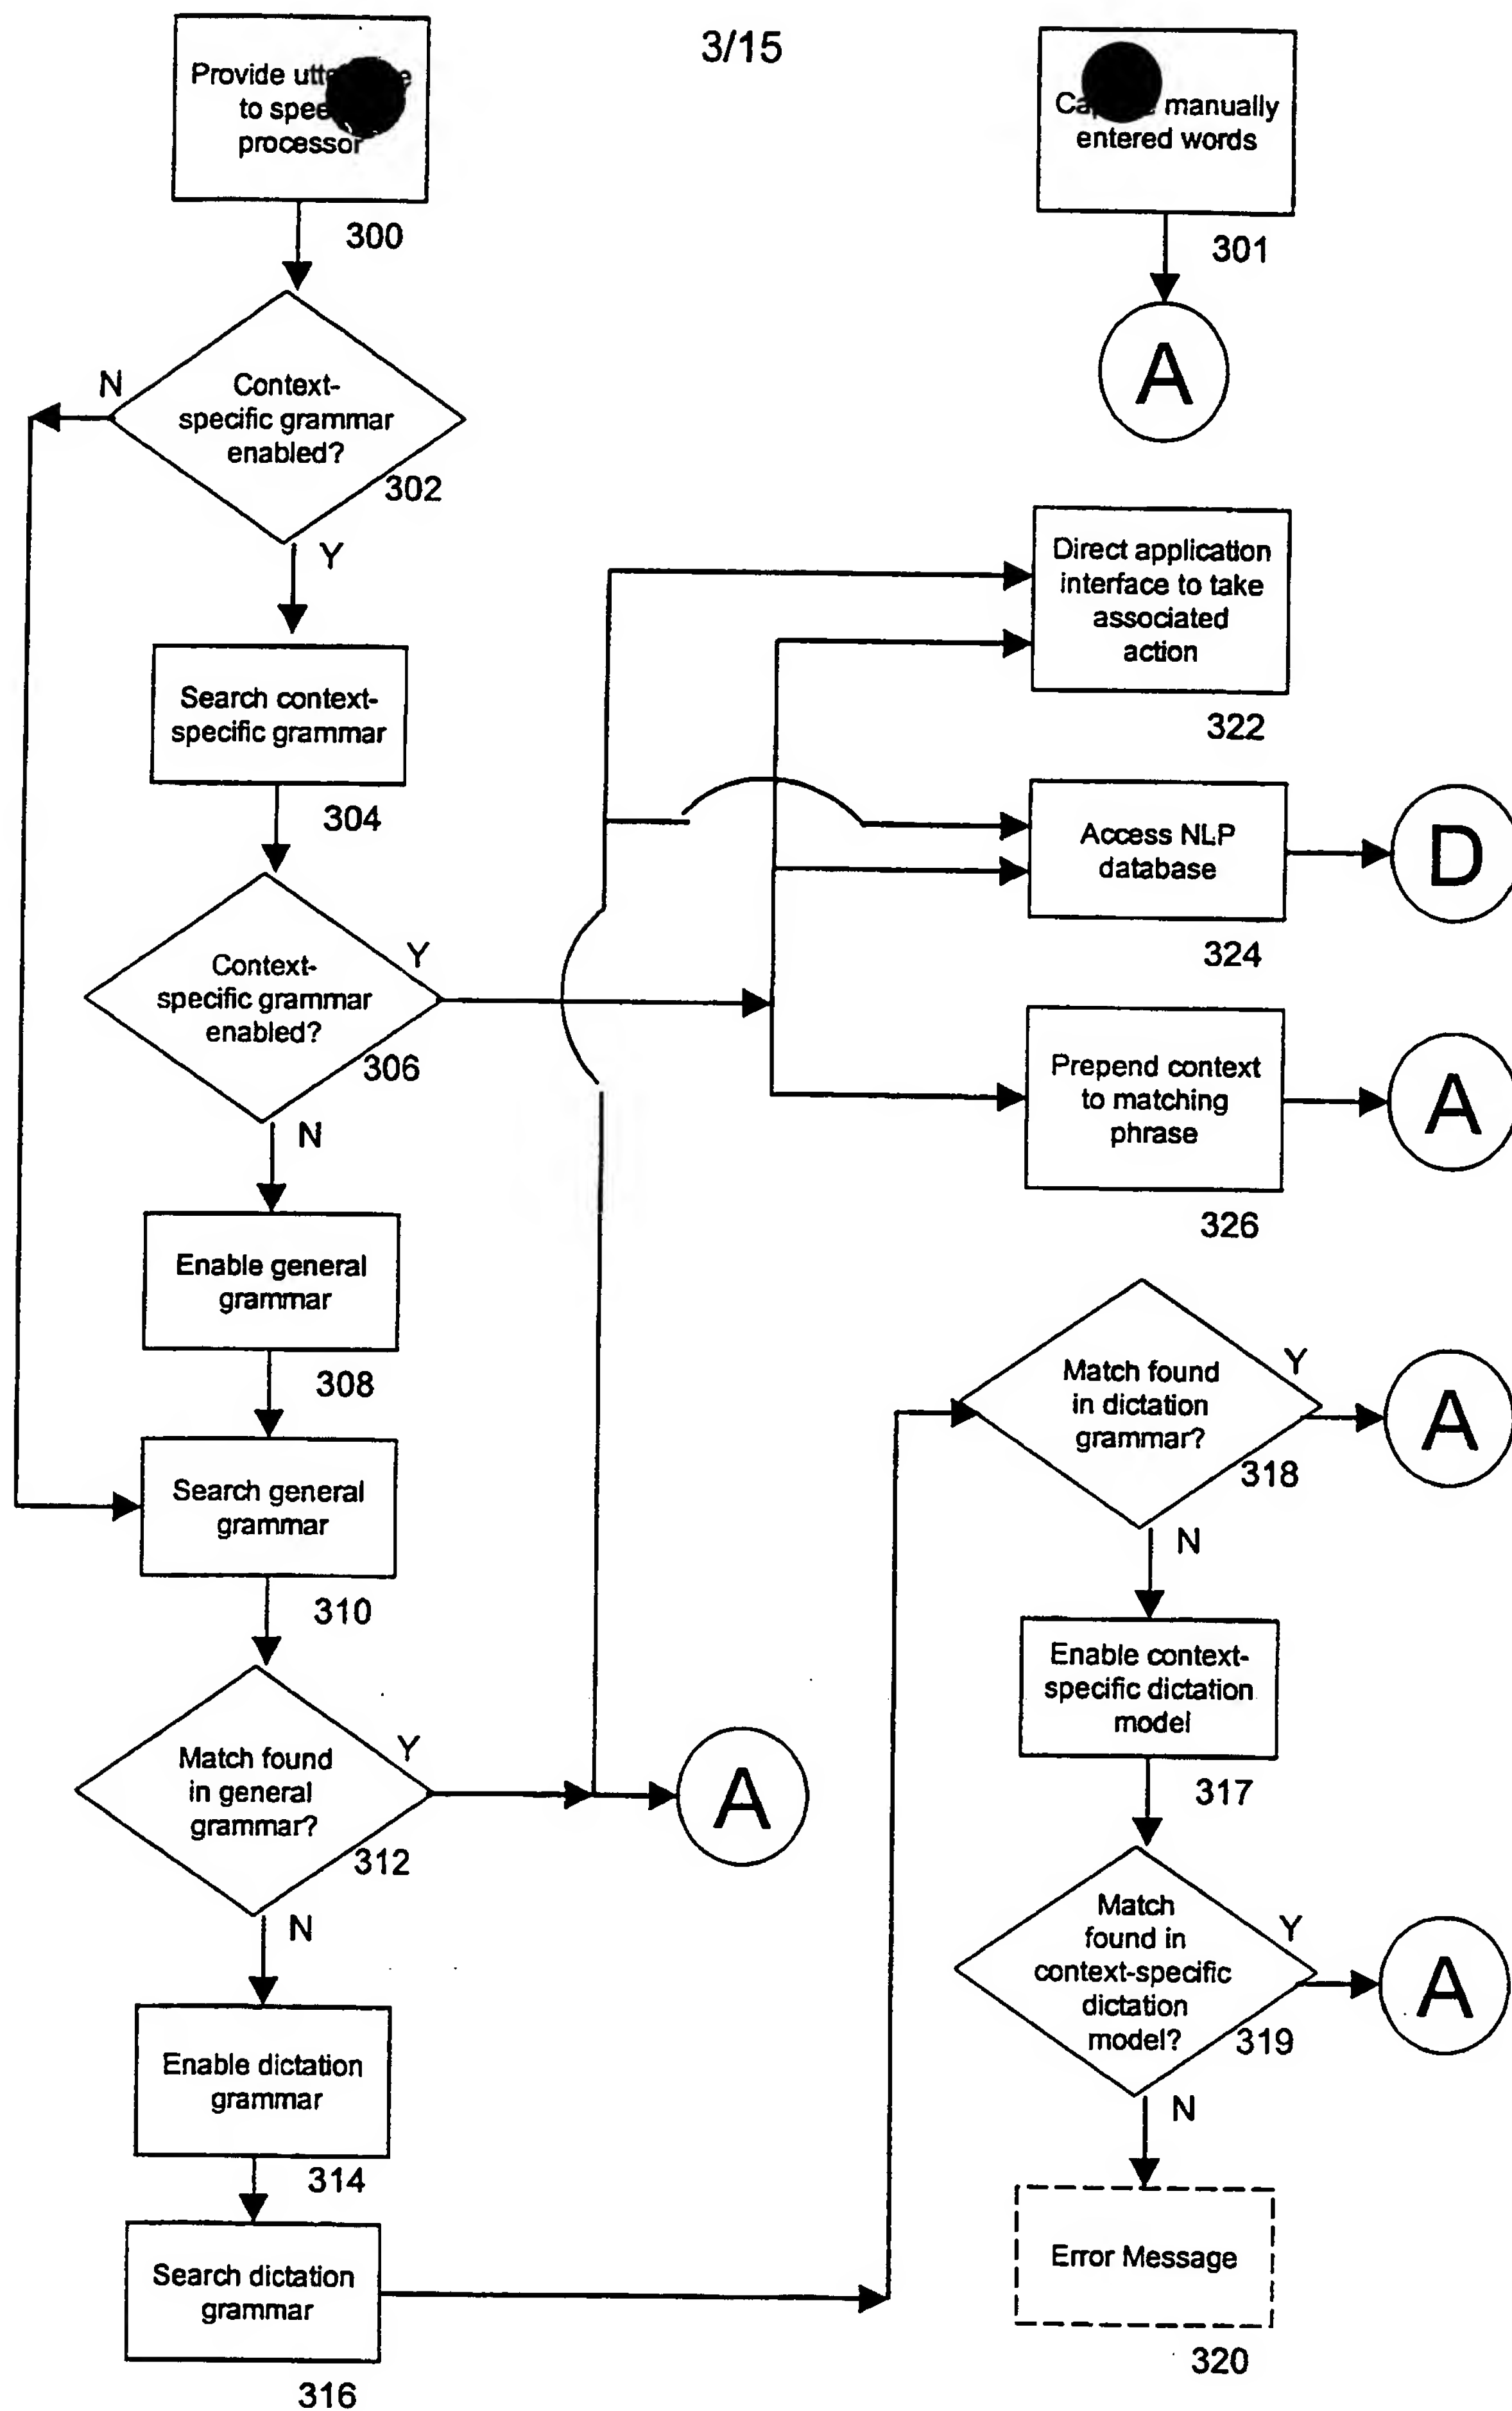 3/15
Provide
to
processor
300
Context-
specific grammar
enabled?
302
N
Y
Search context-
specific grammar
304
Context-
specific grammar
enabled?
306
Y
N
Enable general
grammar
308
Search general
grammar
310
Match found
in general
grammar?
312
Y
A
N
Enable dictation
grammar
314
Search dictation
grammar
316
manually
entered words
301
A
Direct application
interface to take
associated
action
322
Access NLP
database
324
D
Prepend context
to matching
phrase
326
A
Match found
in dictation
grammar?
318
Y
A
N
Enable context-
specific dictation
model
317
Match
found in
context-specific
dictation
model?
319
Y
A
N
Error Message
320